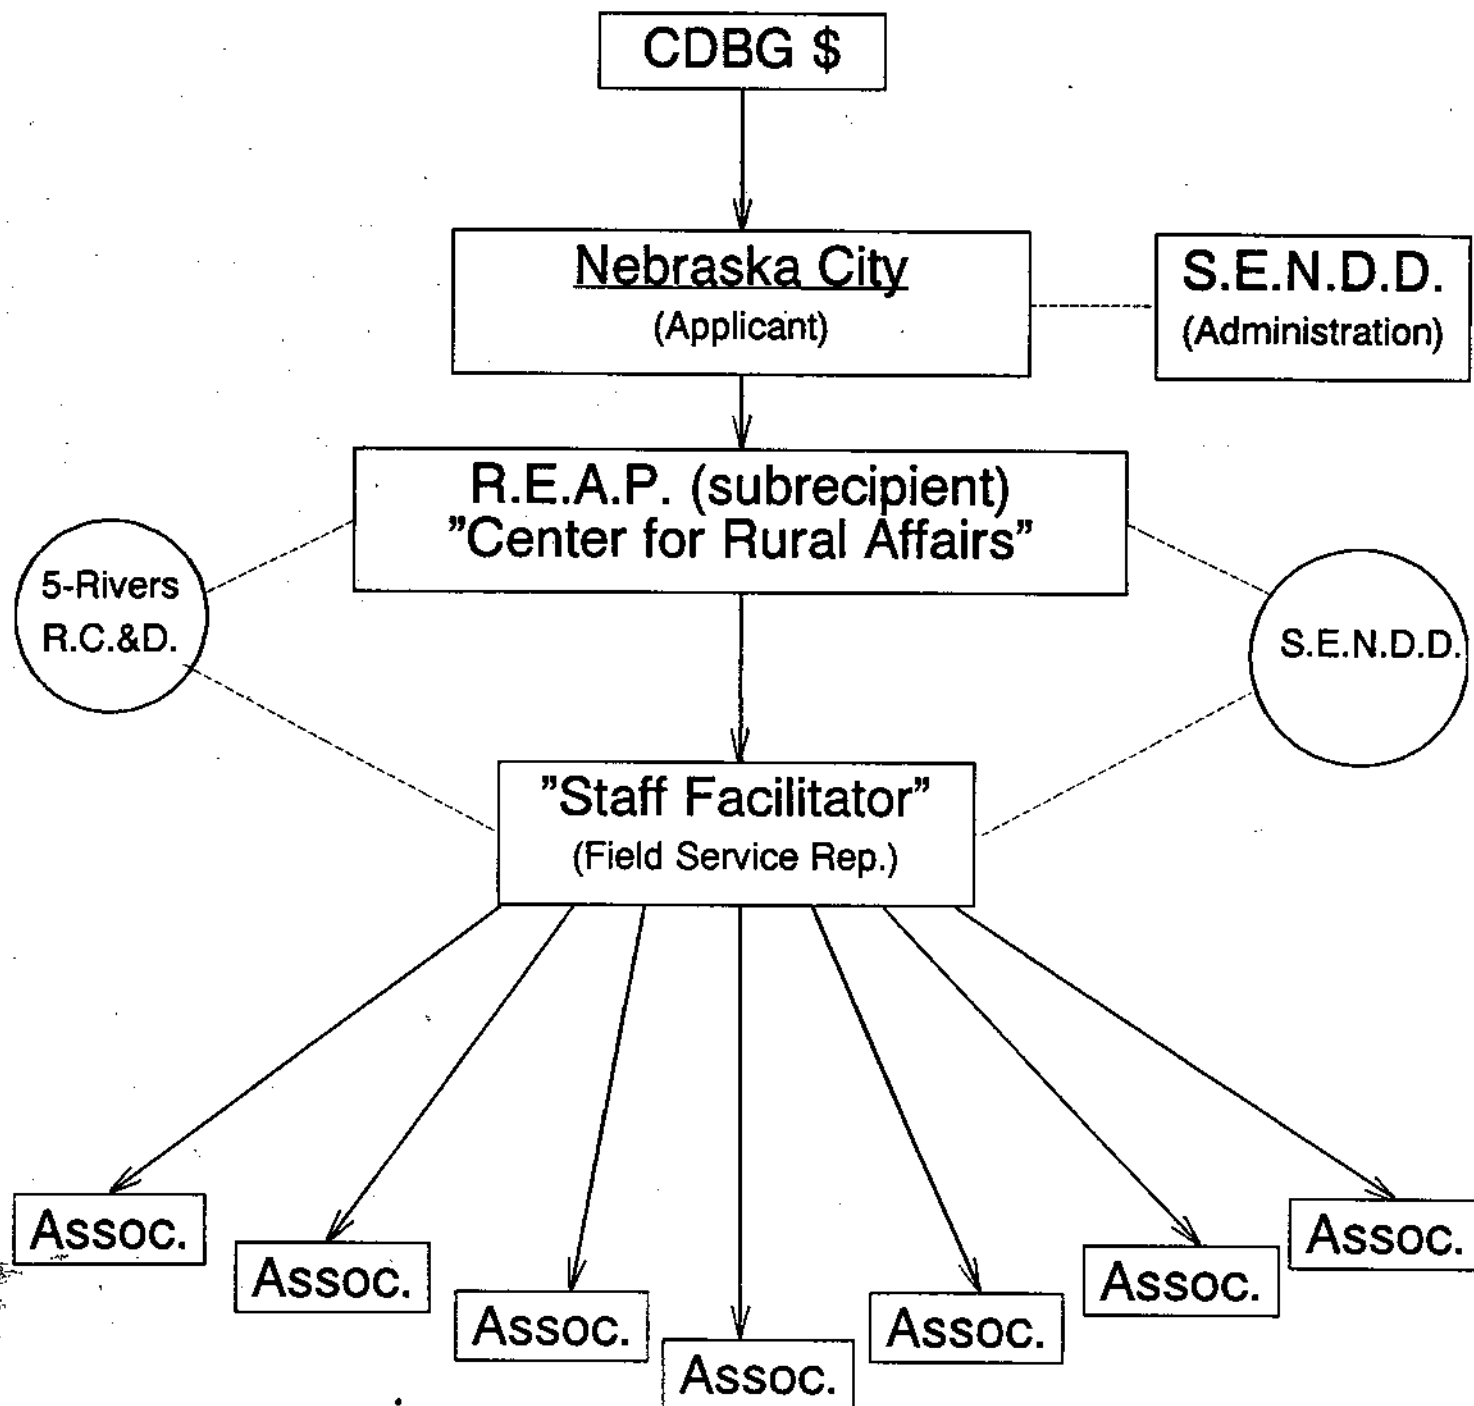 CDBG $
Nebraska City
(Applicant)
S.E.N.D.D.
(Administration)
R.E.A.P. (subrecipient)
”Center for Rural Affairs”
5-Rivers
R.C.&D.
S.E.N.D.D.
”Staff Facilitator”
(Field Service Rep.)
Assoc.
Assoc.
Assoc.
Assoc.
Assoc.
Assoc.
Assoc.